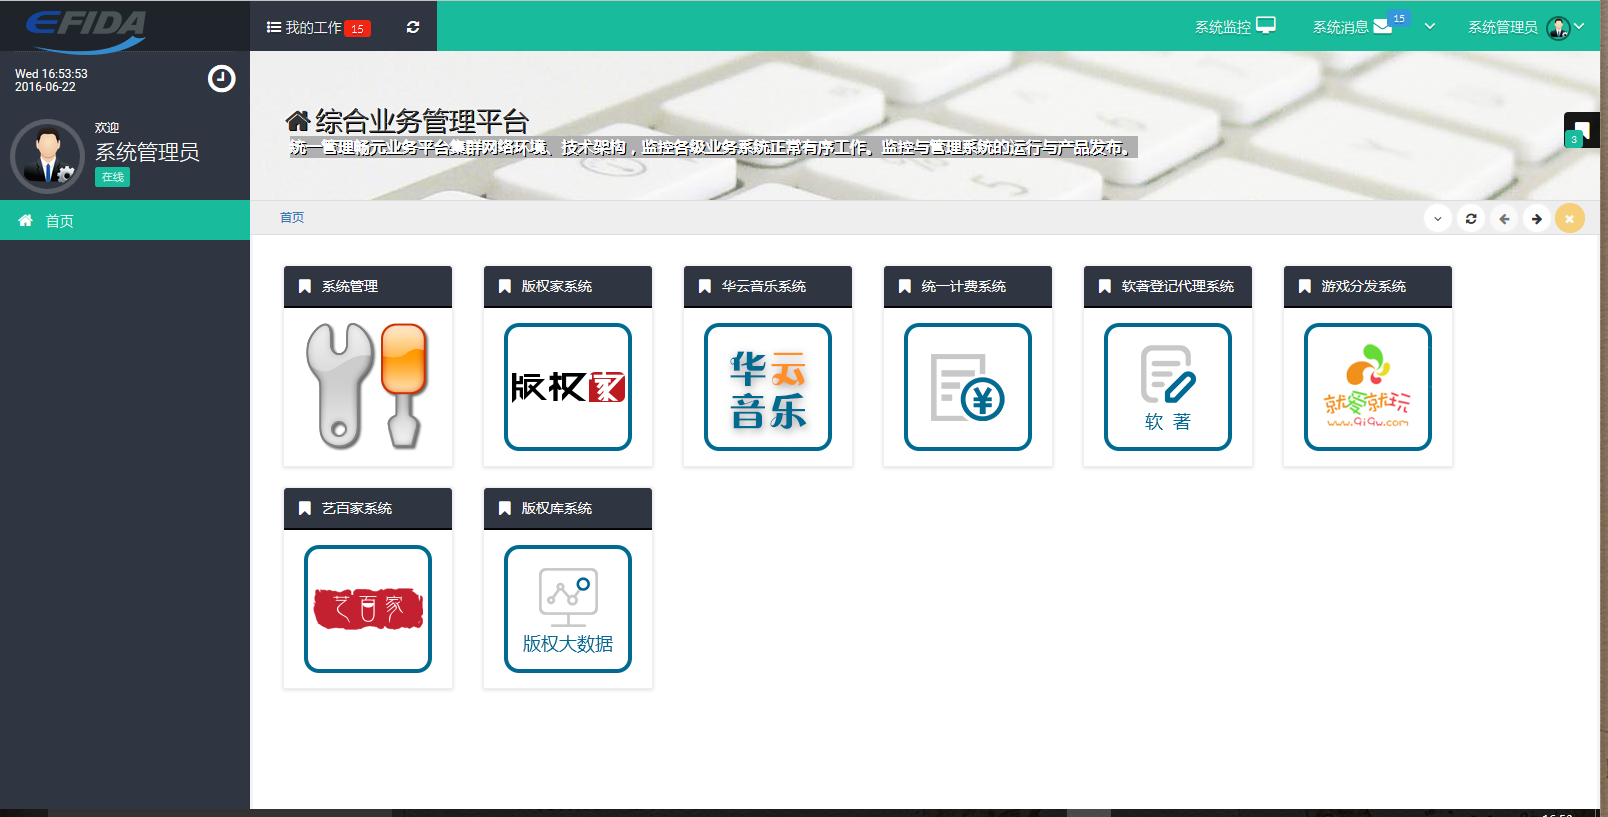 EFIDA
我的工作 15
系统监控
系统消息 15
系统管理员
Wed 16:53:53
2016-06-22
欢迎
系统管理员
在线
首页
综合业务管理平台
统一管理畅元业务平台集群网络环境、技术架构，监控各级业务系统正常有序工作。监控与管理系统的运行与产品发布。
3
首页
系统管理
版权家系统
华云音乐系统
统一计费系统
软著登记代理系统
游戏分发系统
版权家
华云
音乐
软 著
就爱就玩
www.9i9w.com
艺百家系统
版权库系统
艺百家
版权大数据